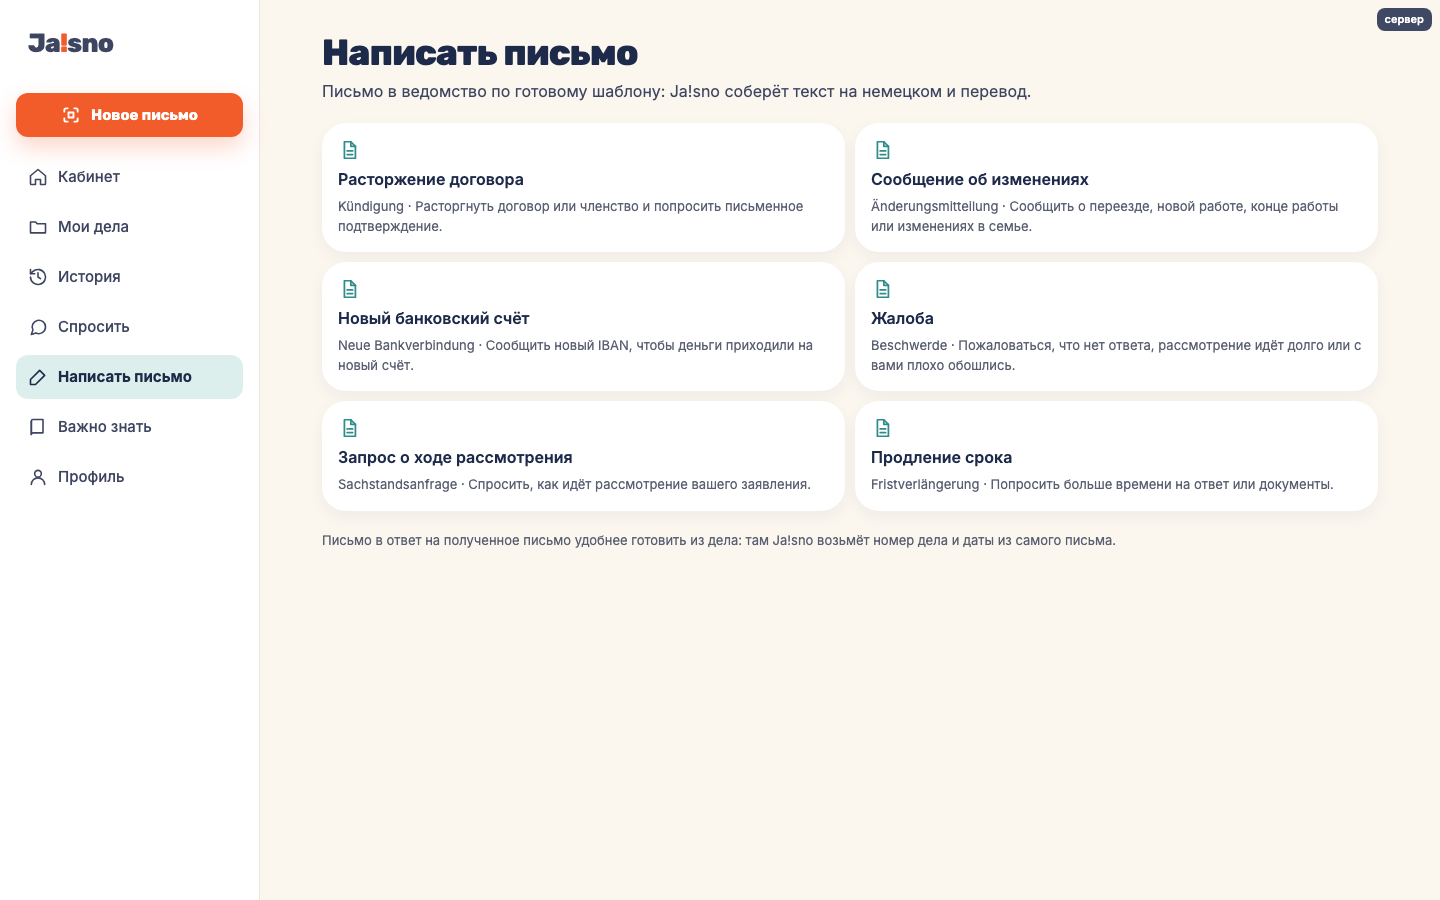 Ja!sno
Новое письмо
Кабинет
Мои дела
История
Спросить
Написать письмо
Важно знать
Профиль
сервер
Написать письмо
Письмо в ведомство по готовому шаблону: Ja!sno соберёт текст на немецком и перевод.
Расторжение договора
Kündigung · Расторгнуть договор или членство и попросить письменное
подтверждение.
Сообщение об изменениях
Änderungsmitteilung · Сообщить о переезде, новой работе, конце работы
или изменениях в семье.
Новый банковский счёт
Neue Bankverbindung · Сообщить новый IBAN, чтобы деньги приходили на
новый счёт.
Жалоба
Beschwerde · Пожаловаться, что нет ответа, рассмотрение идёт долго или с
вами плохо обошлись.
Запрос о ходе рассмотрения
Sachstandsanfrage · Спросить, как идёт рассмотрение вашего заявления.
Продление срока
Fristverlängerung · Попросить больше времени на ответ или документы.
Письмо в ответ на полученное письмо удобнее готовить из дела: там Ja!sno возьмёт номер дела и даты из самого письма.